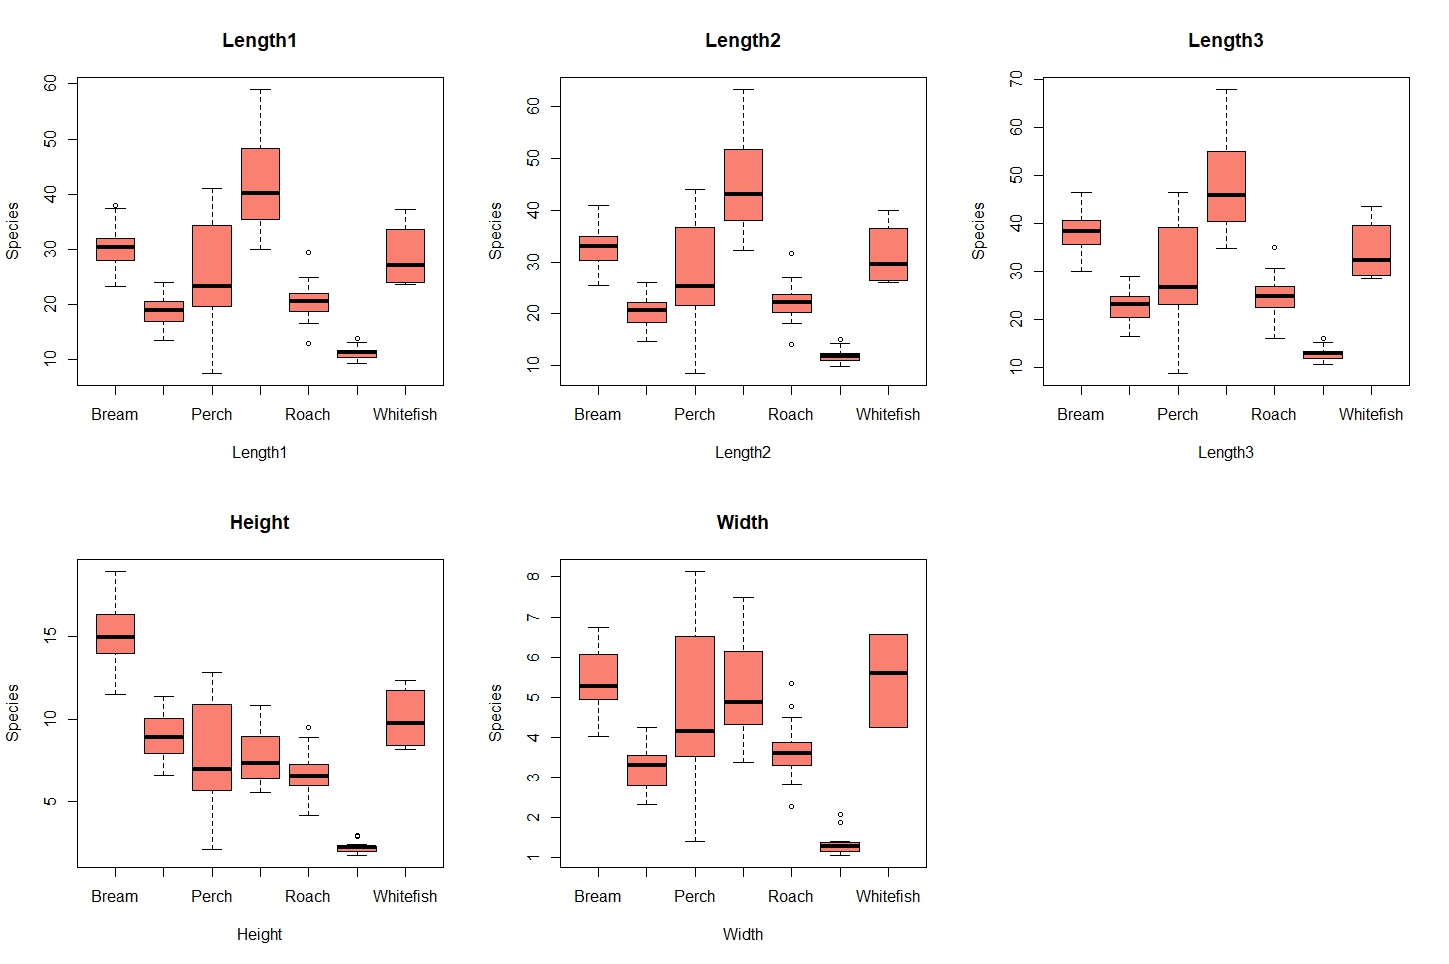 Length1
60
50
40
30
20
10
Species
Bream Perch Roach Whitefish
Length1
Length2
60
50
40
30
20
10
Species
Bream Perch Roach Whitefish
Length2
Length3
70
60
50
40
30
20
10
Species
Bream Perch Roach Whitefish
Length3
Height
15
10
5
Species
Bream Perch Roach Whitefish
Height
Width
8
7
6
5
4
3
2
1
Species
Bream Perch Roach Whitefish
Width